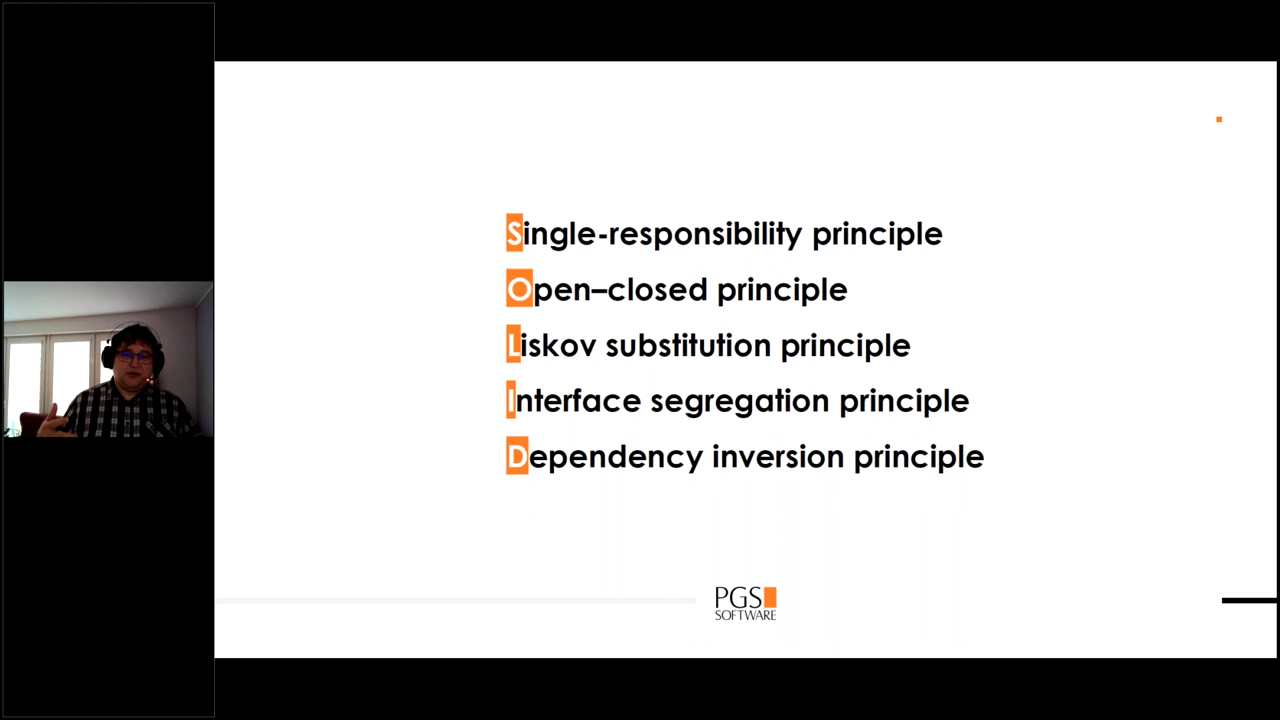 Single-responsibility principle
Open–closed principle
Liskov substitution principle
Interface segregation principle
Dependency inversion principle
PGS
SOFTWARE